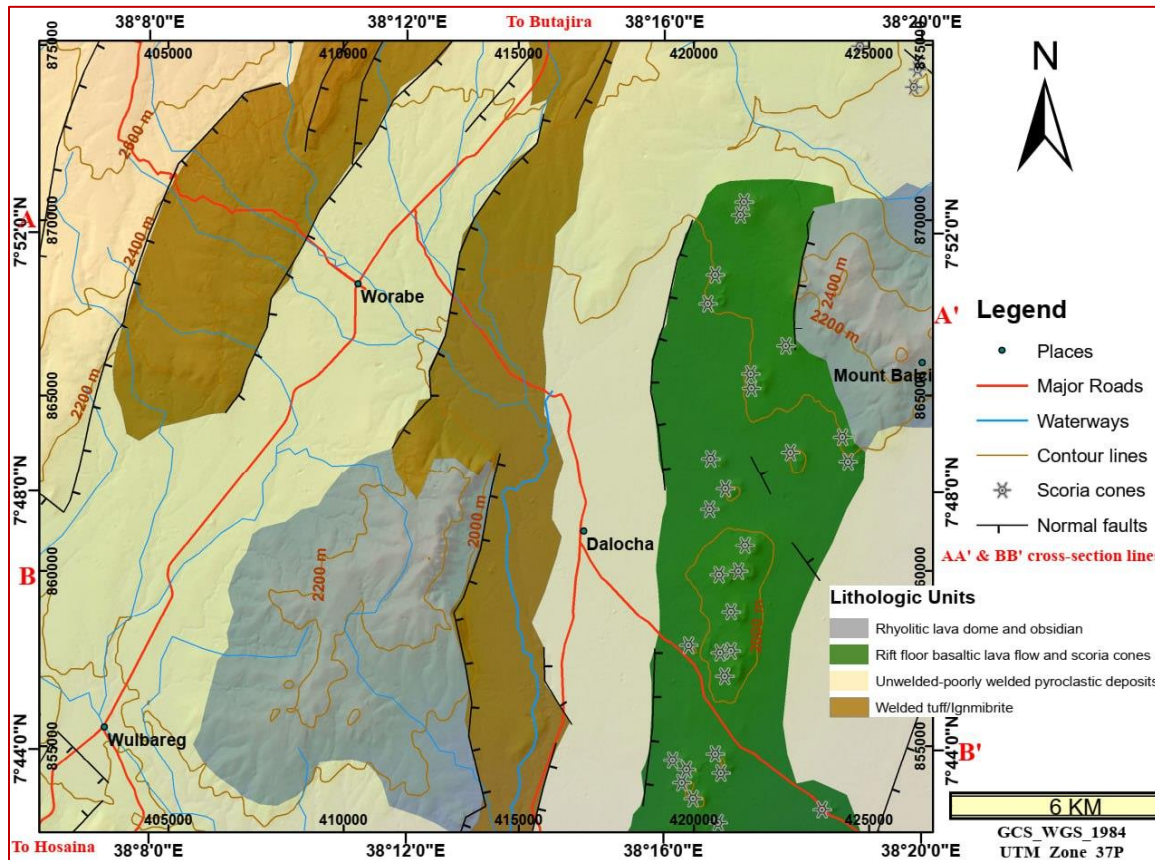 38°8'0"E
38°12'0"E
To Butajira
38°16'0"E
38°20'0"E
875000
405000
410000
415000
420000
425000
875000
2600 m
N
A
870000
7°52'0"N
2400 m
870000
7°52'0"N
2400 m
2200 m
A'
Worabe
Mount Balci
2200 m
865000
865000
Legend
Places
Major Roads
Waterways
Contour lines
Scoria cones
Normal faults
AA' & BB' cross-section lines
7°48'0"N
7°48'0"N
2000 m
Dalocha
B
860000
2200 m
860000
Lithologic Units
Rhyolitic lava dome and obsidian
Rift floor basaltic lava flow and scoria cones
Unwelded-poorly welded pyroclastic deposits
Welded tuff/Ignmibrite
Wulbareg
7°44'0"N
855000
855000
7°44'0"N
B'
6 KM
405000
410000
415000
420000
425000
To Hosaina
38°8'0"E
38°12'0"E
38°16'0"E
38°20'0"E
GCS_WGS_1984
UTM_Zone_37P